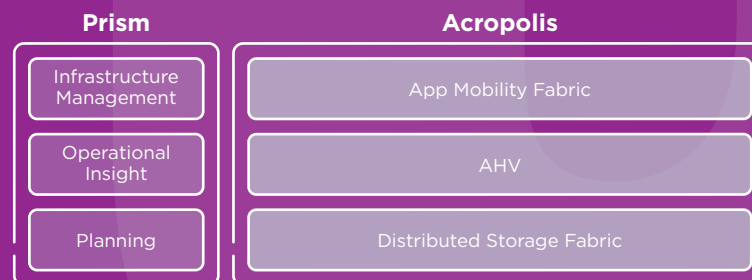 Prism
Infrastructure
Management
Operational
Insight
Planning
Acropolis
App Mobility Fabric
AHV
Distributed Storage Fabric